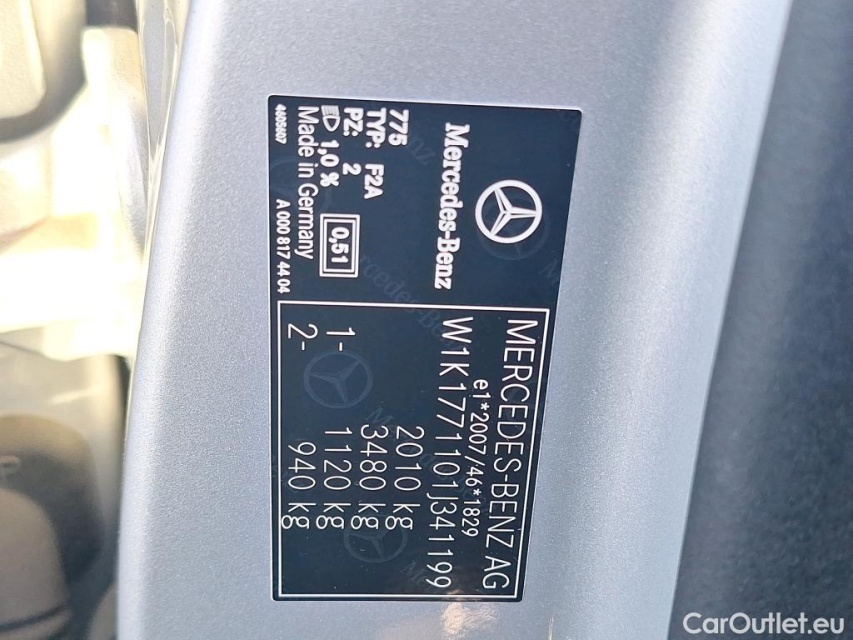 Mercedes-Benz
775
TYP: F2A
PZ: 2
1,0 %
0,51
Made in Germany
4605607
A 000 817 44 04
MERCEDES-BENZ AG
e1*2007/46*1829
W1K1771101J341199
2010 kg
3480 kg
1- 1120 kg
2- 940 kg
CarOutlet.eu